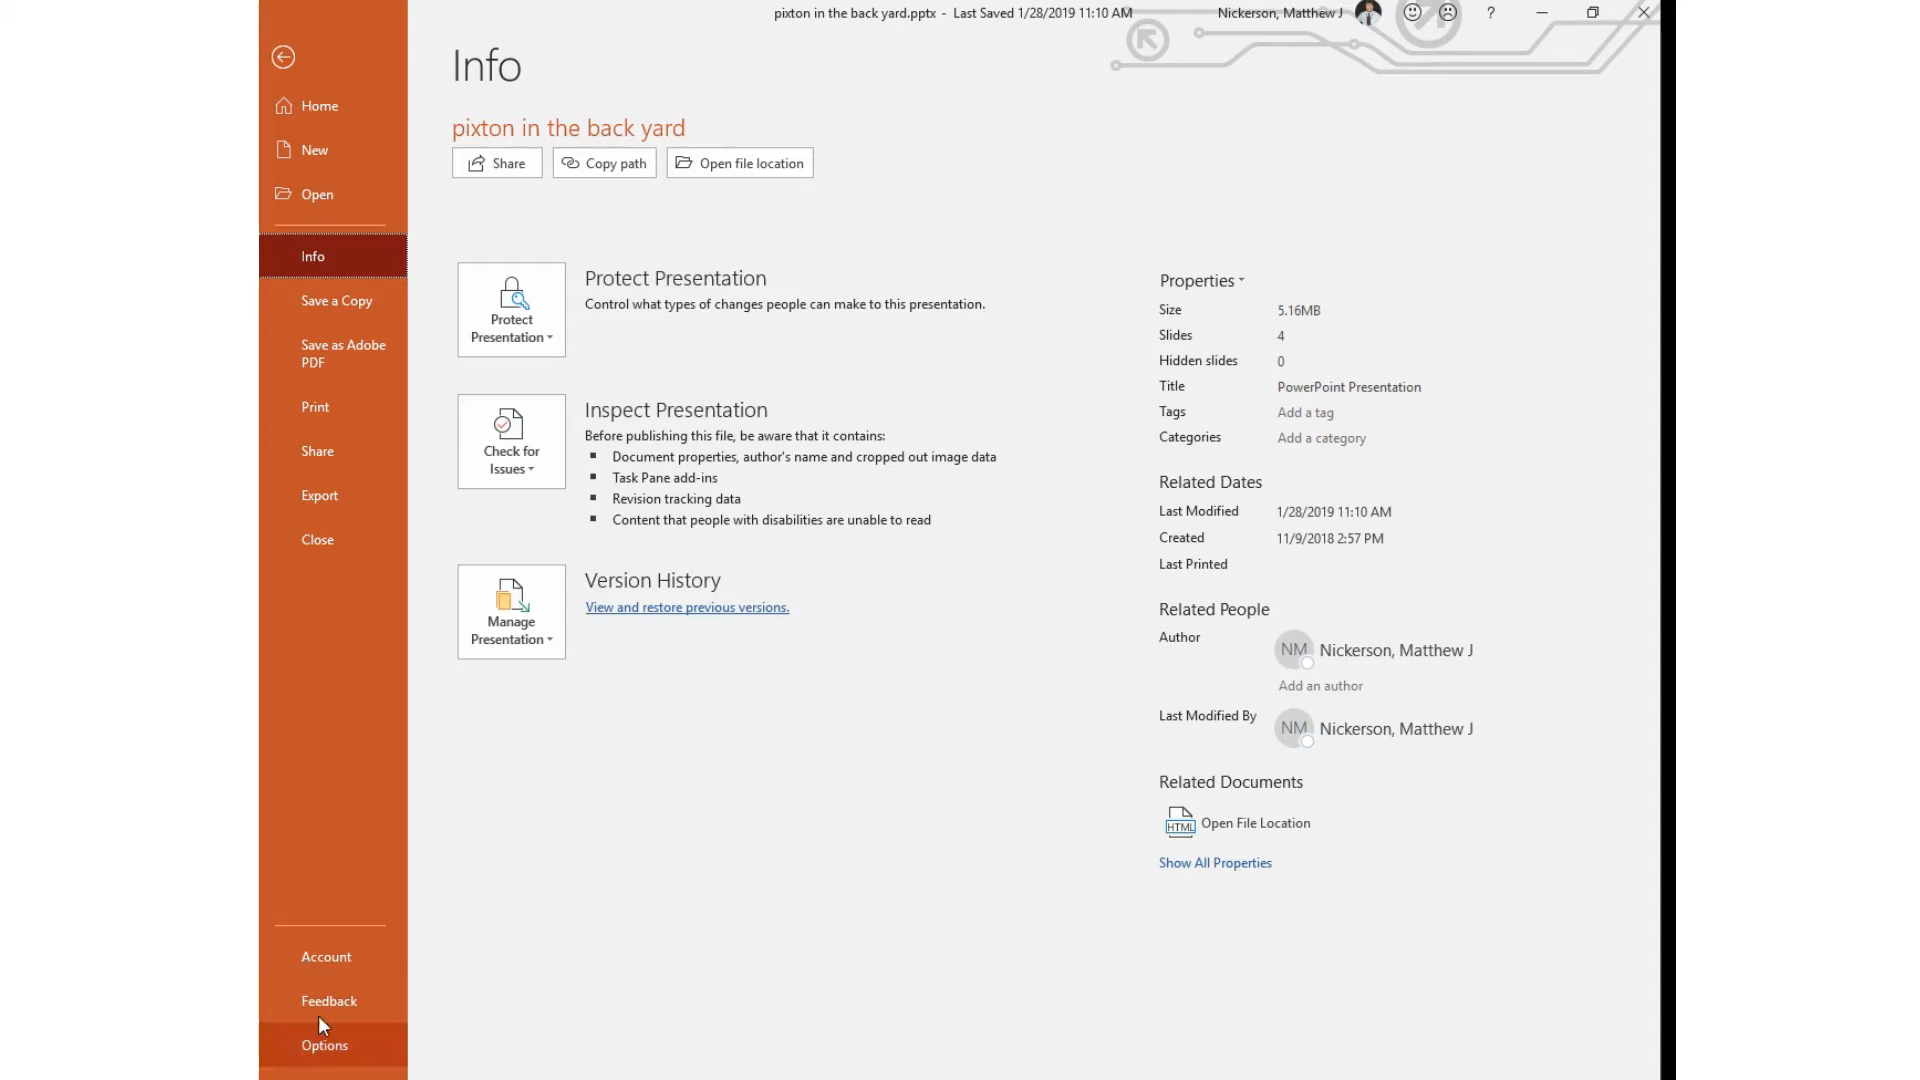 pixton in the back yard.pptx - Last Saved 1/28/2019 11:10 AM
Nickerson, Matthew J
?
Info
Home
New
Open
Info
Save a Copy
Save as Adobe
PDF
Print
Share
Export
Close
Account
Feedback
Options
pixton in the back yard
Share
Copy path
Open file location
Protect
Presentation
Protect Presentation
Control what types of changes people can make to this presentation.
Check for
Issues
Inspect Presentation
Before publishing this file, be aware that it contains:
Document properties, author's name and cropped out image data
Task Pane add-ins
Revision tracking data
Content that people with disabilities are unable to read
Manage
Presentation
Version History
View and restore previous versions.
Properties
Size 5.16MB
Slides 4
Hidden slides 0
Title PowerPoint Presentation
Tags Add a tag
Categories Add a category
Related Dates
Last Modified 1/28/2019 11:10 AM
Created 11/9/2018 2:57 PM
Last Printed
Related People
Author
NM Nickerson, Matthew J
Add an author
Last Modified By
NM Nickerson, Matthew J
Related Documents
HTML Open File Location
Show All Properties